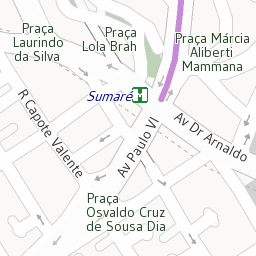 Praça
Laurindo
da Silva
Praça
Lola Brah
Praça Márcia
Aliberti
Mammana
Sumaré
M
R Capote Valente
Av Paulo VI
Av Dr Arnaldo
Praça
Osvaldo Cruz
de Sousa Dia